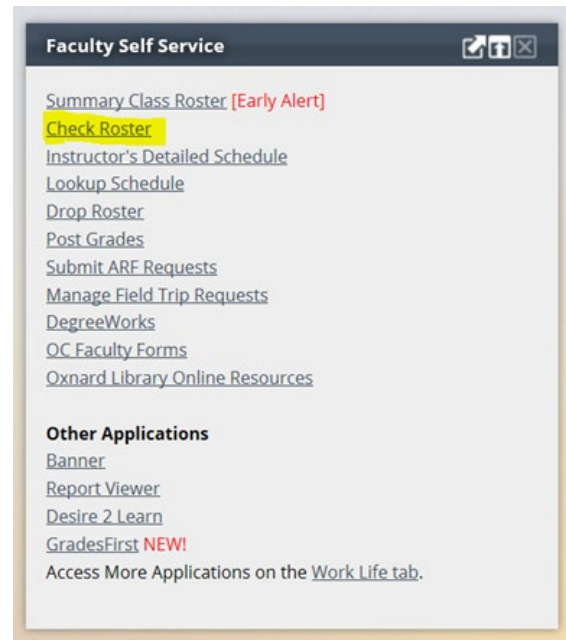 Faculty Self Service
Summary Class Roster [Early Alert]
Check Roster
Instructor's Detailed Schedule
Lookup Schedule
Drop Roster
Post Grades
Submit ARF Requests
Manage Field Trip Requests
DegreeWorks
OC Faculty Forms
Oxnard Library Online Resources
Other Applications
Banner
Report Viewer
Desire 2 Learn
GradesFirst NEW!
Access More Applications on the Work Life tab.